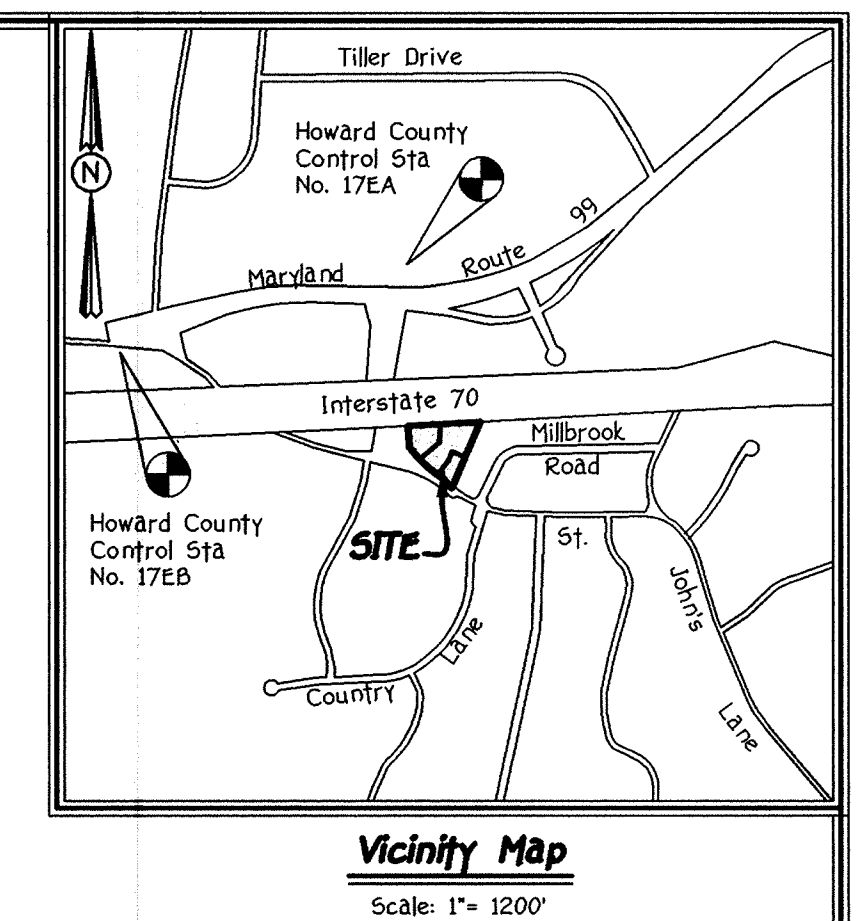 Tiller Drive
Howard County
Control Sta
No. 17EA
N
Maryland Route 99
Interstate 70
Millbrook
Road
Howard County
Control Sta
No. 17EB
SITE
St. John's Lane
Country Lane
Vicinity Map
Scale: 1"= 1200'